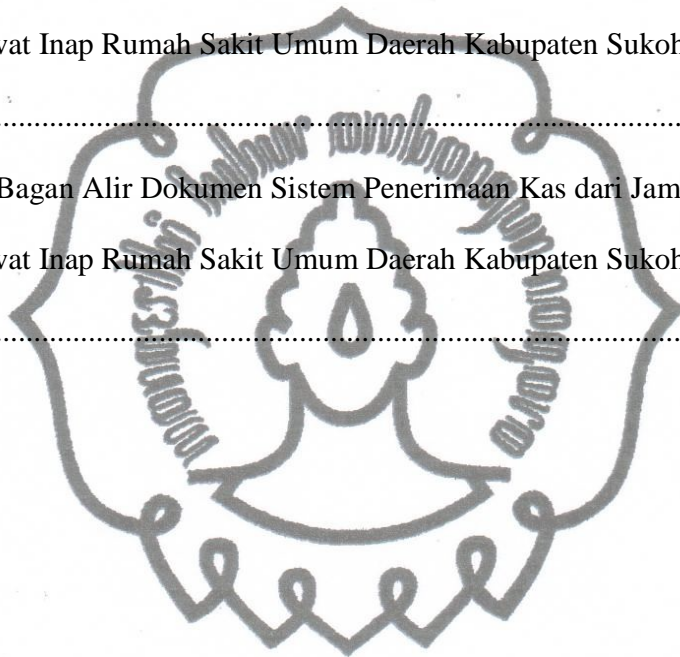 vat Inap Rumah Sakit Umum Daerah Kabupaten Sukoh
....................................................................................................
Bagan Alir Dokumen Sistem Penerimaan Kas dari Jam
vat Inap Rumah Sakit Umum Daerah Kabupaten Sukoh
....................................................................................................